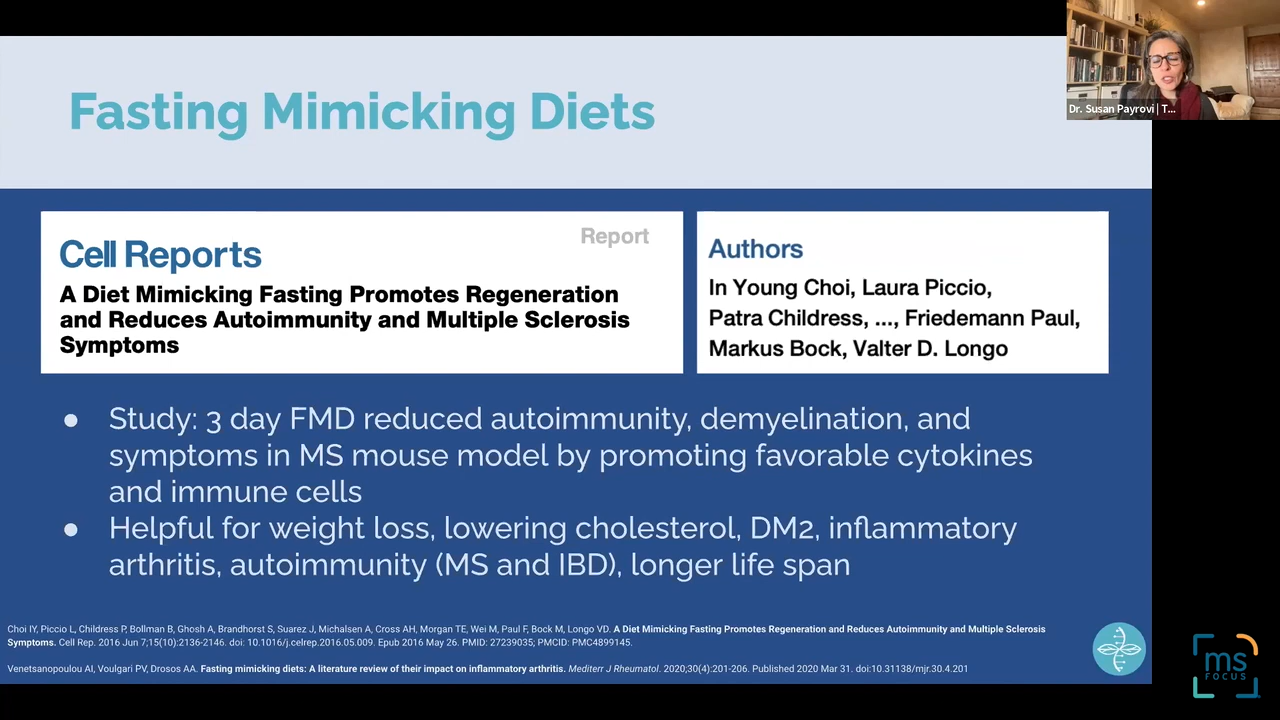 Dr. Susan Payrovi | T...
Fasting Mimicking Diets
Report
Cell Reports
A Diet Mimicking Fasting Promotes Regeneration
and Reduces Autoimmunity and Multiple Sclerosis
Symptoms
Authors
In Young Choi, Laura Piccio,
Patra Childress, ..., Friedemann Paul,
Markus Bock, Valter D. Longo
● Study: 3 day FMD reduced autoimmunity, demyelination, and
symptoms in MS mouse model by promoting favorable cytokines
and immune cells
● Helpful for weight loss, lowering cholesterol, DM2, inflammatory
arthritis, autoimmunity (MS and IBD), longer life span
Choi IY, Piccio L, Childress P, Bollman B, Ghosh A, Brandhorst S, Suarez J, Michalsen A, Cross AH, Morgan TE, Wei M, Paul F, Bock M, Longo VD. A Diet Mimicking Fasting Promotes Regeneration and Reduces Autoimmunity and Multiple Sclerosis
Symptoms. Cell Rep. 2016 Jun 7;15(10):2136-2146. doi: 10.1016/j.celrep.2016.05.009. Epub 2016 May 26. PMID: 27239035; PMCID: PMC4899145.
Venetsanopoulou AI, Voulgari PV, Drosos AA. Fasting mimicking diets: A literature review of their impact on inflammatory arthritis. Mediterr J Rheumatol. 2020;30(4):201-206. Published 2020 Mar 31. doi:10.31138/mjr.30.4.201
ms
FOCUS